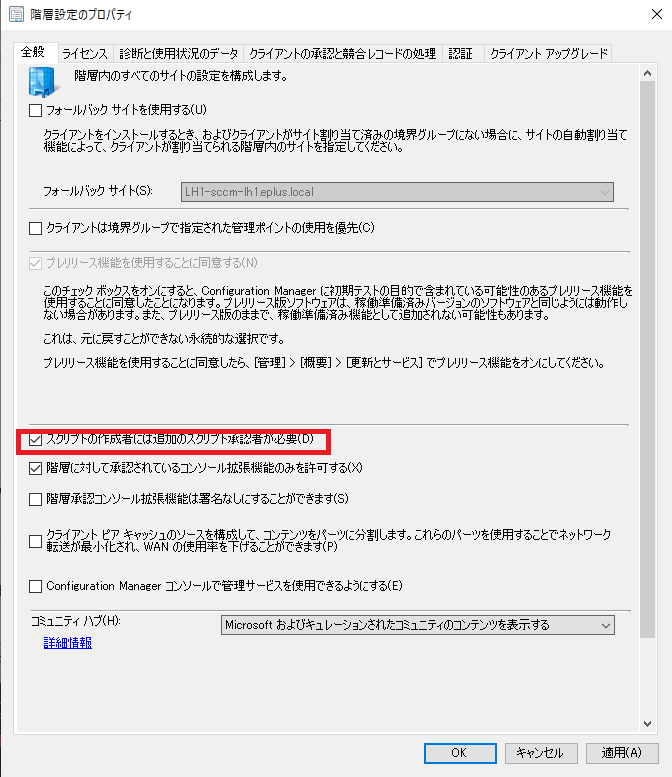 階層設定のプロパティ
全般
ライセンス
診断と使用状況のデータ
クライアントの承認と競合レコードの処理
認証
クライアント アップグレード
階層内のすべてのサイトの設定を構成します。
フォールバック サイトを使用する(U)
クライアントをインストールするとき、およびクライアントがサイト割り当て済みの境界グループにない場合に、サイトの自動割り当て
機能によって、クライアントが割り当てられる階層内のサイトを指定してください。
フォールバック サイト(S):
LH1-sccm-lh1.eplus.local
クライアントは境界グループで指定された管理ポイントの使用を優先(C)
プレリリース機能を使用することに同意する(N)
このチェック ボックスをオンにすると、Configuration Manager に初期テストの目的で含まれている可能性のあるプレリリース機能を
使用することに同意したことになります。プレリリース版ソフトウェアは、稼働準備済みバージョンのソフトウェアと同じようには動作し
ない場合があります。また、プレリリース版のままで、稼働準備済み機能として追加されない可能性もあります。
これは、元に戻すことができない永続的な選択です。
プレリリース機能を使用することに同意したら、[管理] > [概要] > [更新とサービス] でプレリリース機能をオンにしてください。
スクリプトの作成者には追加のスクリプト承認者が必要(D)
階層に対して承認されているコンソール拡張機能のみを許可する(X)
階層承認コンソール拡張機能は署名なしにすることができます(S)
クライアント ピア キャッシュのソースを構成して、コンテンツをパーツに分割します。これらのパーツを使用することでネットワーク
転送が最小化され、WAN の使用率を下げることができます(P)
Configuration Manager コンソールで管理サービスを使用できるようにする(E)
コミュニティ ハブ(H):
Microsoft およびキュレーションされたコミュニティのコンテンツを表示する
詳細情報
OK
キャンセル
適用(A)